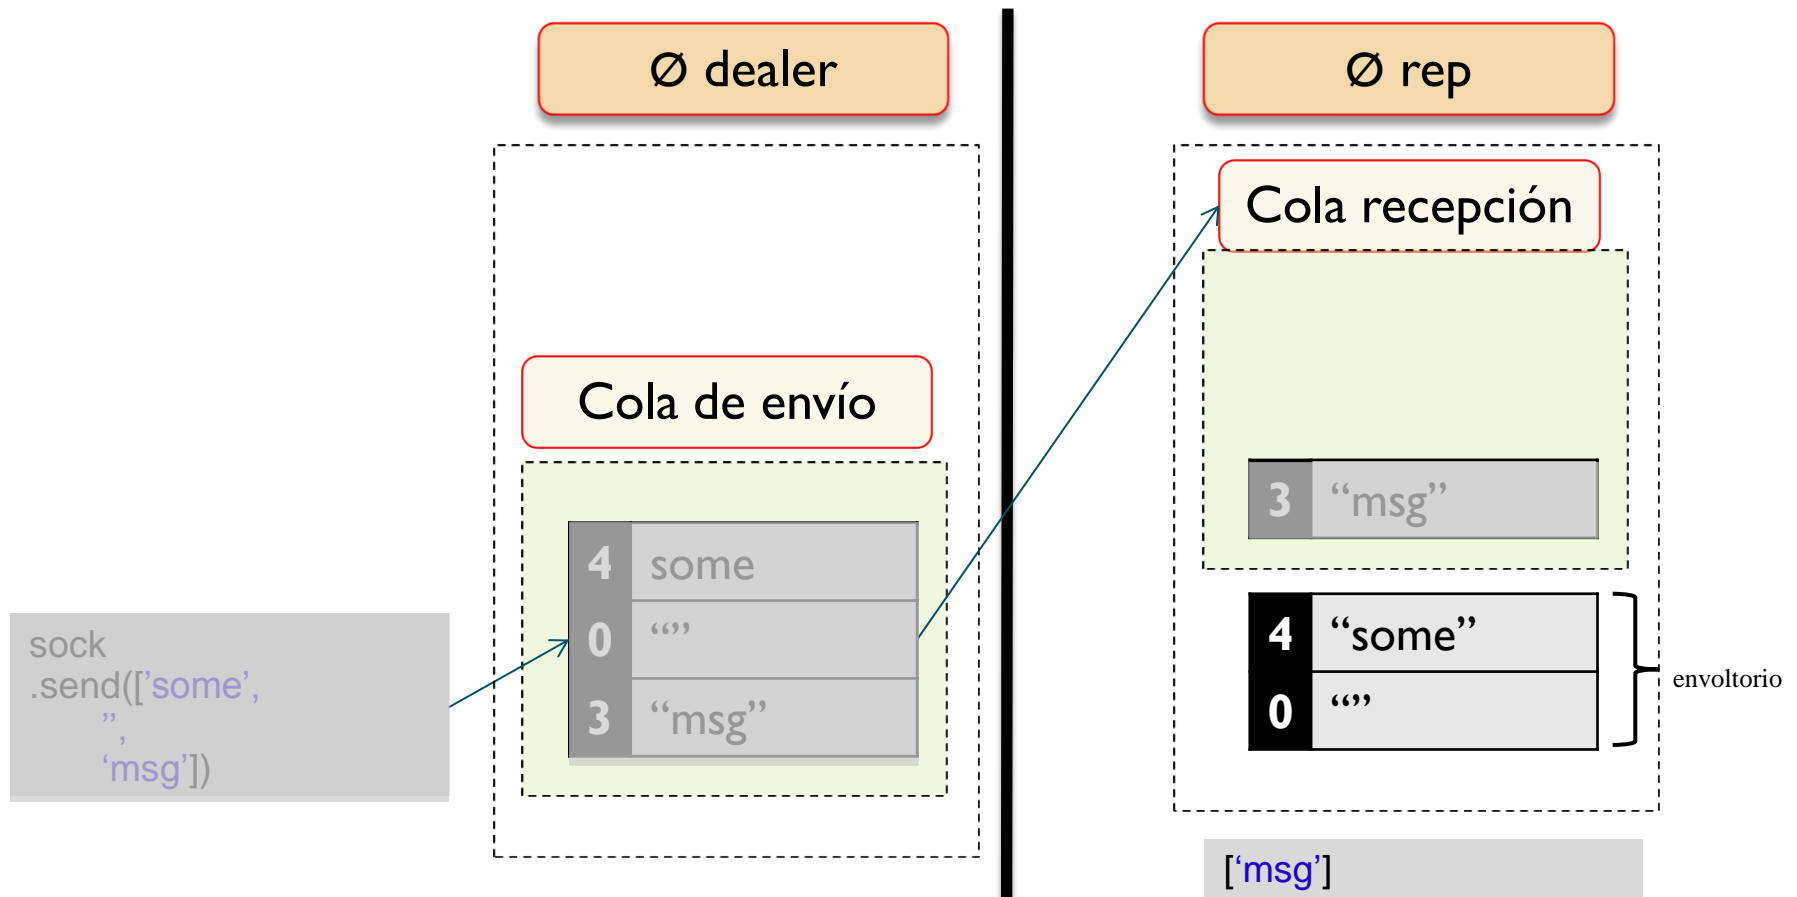 Ø dealer
Ø rep
Cola recepción
Cola de envío
3 “msg”
4 some
0 “”
3 “msg”
4 “some”
0 “”
envoltorio
sock
.send(['some',
'',
‘msg'])
[‘msg’]